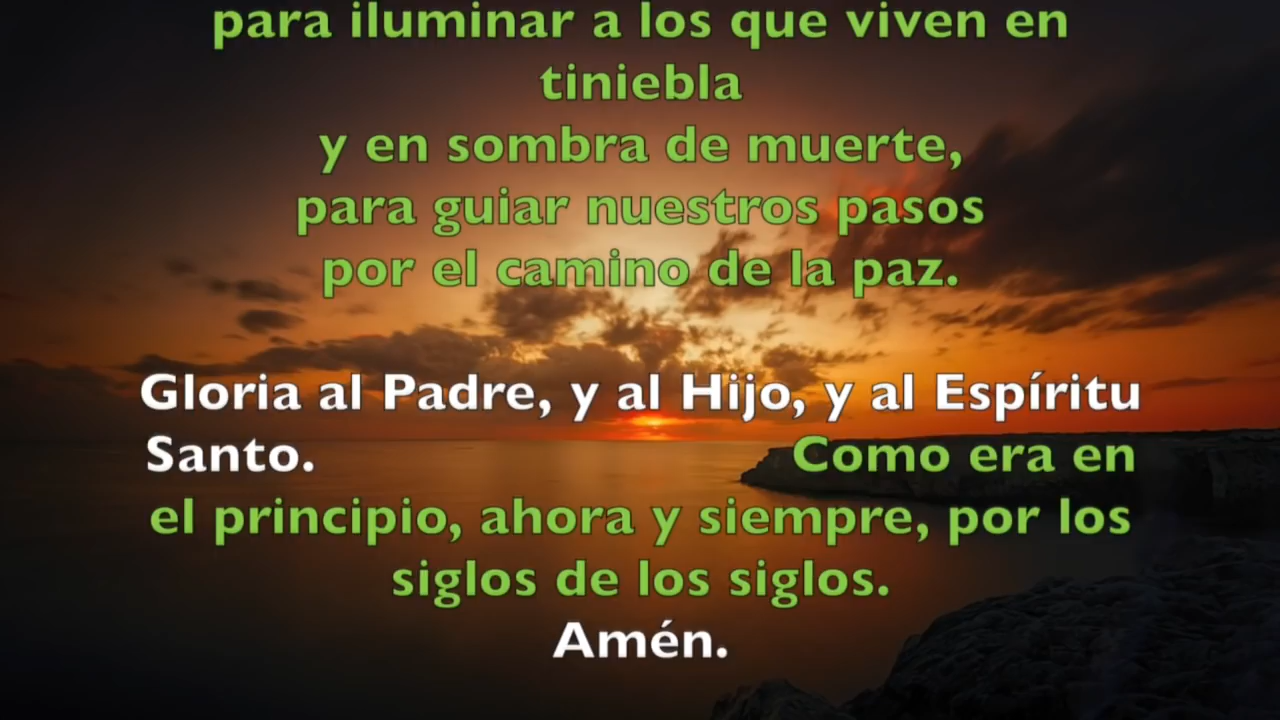 para iluminar a los que viven en
tiniebla
y en sombra de muerte,
para guiar nuestros pasos
por el camino de la paz.
Gloria al Padre, y al Hijo, y al Espíritu
Santo. Como era en
el principio, ahora y siempre, por los
siglos de los siglos.
Amén.